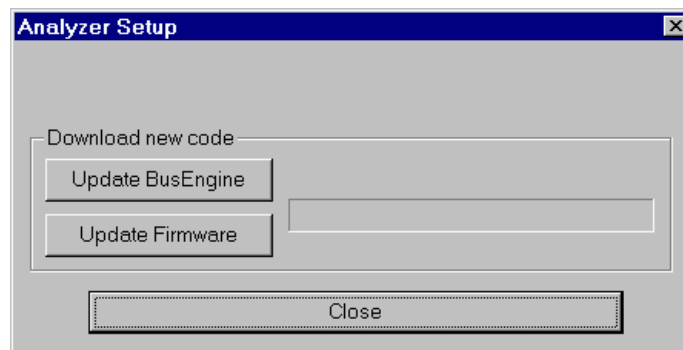 Analyzer Setup
Download new code
Update BusEngine
Update Firmware
Close